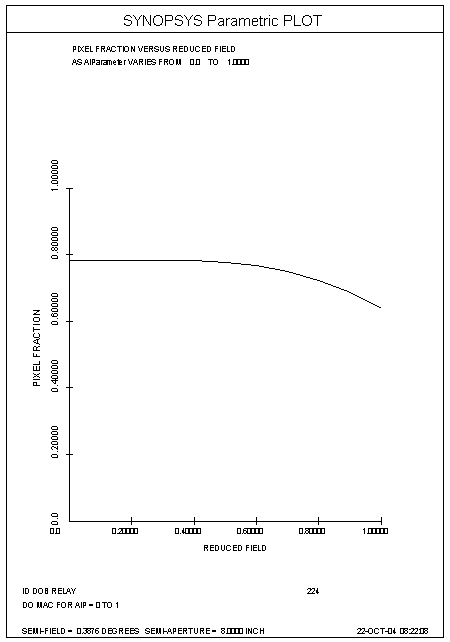 SYNOPSYS Parametric PLOT
PIXEL FRACTION VERSUS REDUCED FIELD
AS AIParameter VARIES FROM 0.0 TO 1.0000
1.00000
0.80000
0.60000
0.40000
0.20000
0.0
PIXEL FRACTION
0.0 0.20000 0.40000 0.60000 0.80000 1.00000
REDUCED FIELD
ID DOB RELAY 224
DO MAC FOR AIP = 0 TO 1
SEMI-FIELD = 0.3876 DEGREES SEMI-APERTURE = 8.0000 INCH 22-OCT-04 08:22:08